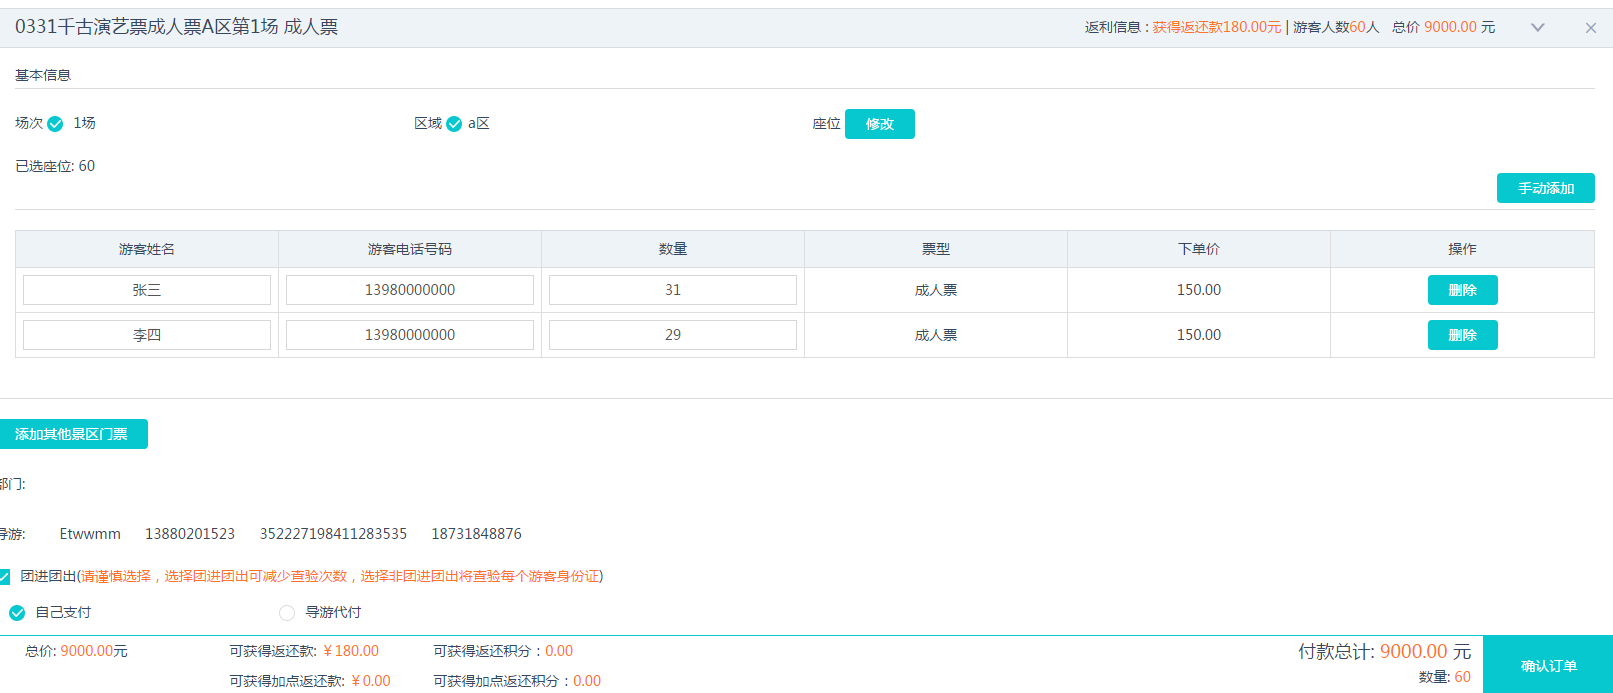 0331千古演艺票成人票A区第1场 成人票 返利信息 : 获得返还款180.00元 | 游客人数60人 总价 9000.00 元
基本信息
场次 1场 区域 a区 座位 修改
已选座位: 60
手动添加
游客姓名 游客电话号码 数量 票型 下单价 操作
张三 13980000000 31 成人票 150.00 删除
李四 13980000000 29 成人票 150.00 删除
添加其他景区门票
部门:
导游: Etwwmm 13880201523 352227198411283535 18731848876
团进团出(请谨慎选择，选择团进团出可减少查验次数，选择非团进团出将查验每个游客身份证)
自己支付 导游代付
总价: 9000.00元 可获得返还款: ￥180.00 可获得返还积分：0.00 付款总计: 9000.00 元
可获得加点返还款: ￥0.00 可获得加点返还积分：0.00 数量: 60
确认订单